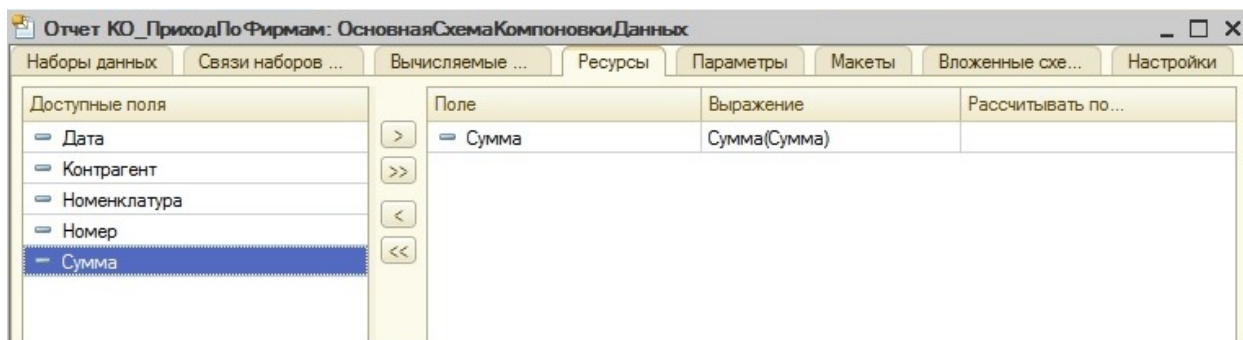 Отчет КО_ПриходПоФирмам: ОсновнаяСхемаКомпоновкиДанных
Наборы данных Связи наборов ... Вычисляемые ... Ресурсы Параметры Макеты Вложенные схе... Настройки
Доступные поля Поле Выражение Рассчитывать по...
Дата > Сумма Сумма(Сумма)
Контрагент >>
Номенклатура
Номер <
Сумма <<